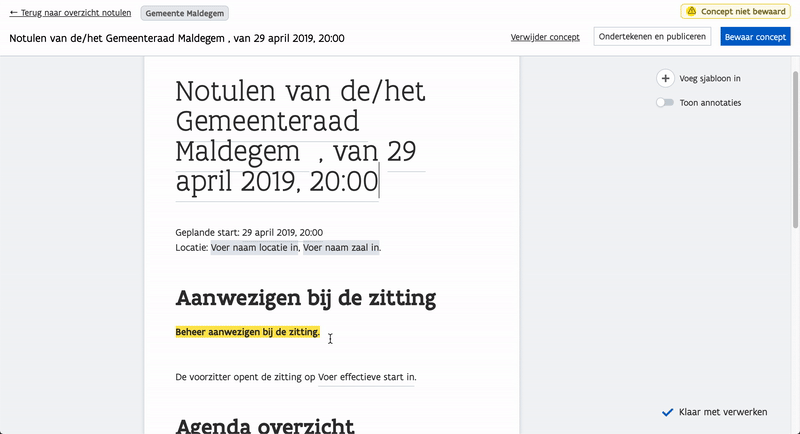 ← Terug naar overzicht notulen
Gemeente Maldegem
Concept niet bewaard
Notulen van de/het Gemeenteraad Maldegem , van 29 april 2019, 20:00
Verwijder concept
Ondertekenen en publiceren
Bewaar concept
Notulen van de/het
Gemeenteraad
Maldegem , van 29
april 2019, 20:00
Voeg sjabloon in
Toon annotaties
Geplande start: 29 april 2019, 20:00
Locatie: Voer naam locatie in, Voer naam zaal in.
Aanwezigen bij de zitting
Beheer aanwezigen bij de zitting.
De voorzitter opent de zitting op Voer effectieve start in.
Klaar met verwerken
Agenda overzicht